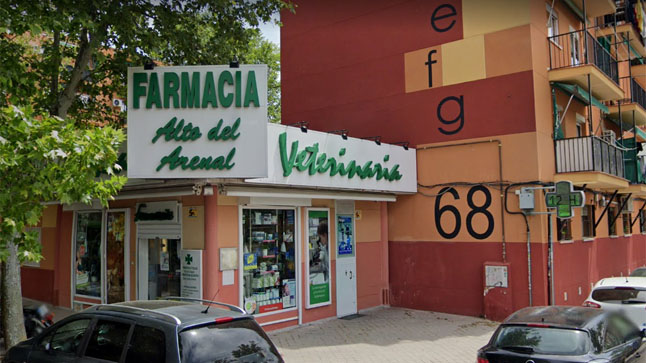 FARMACIA
Alto del
Arenal
Veterinaria
e
f
g
68